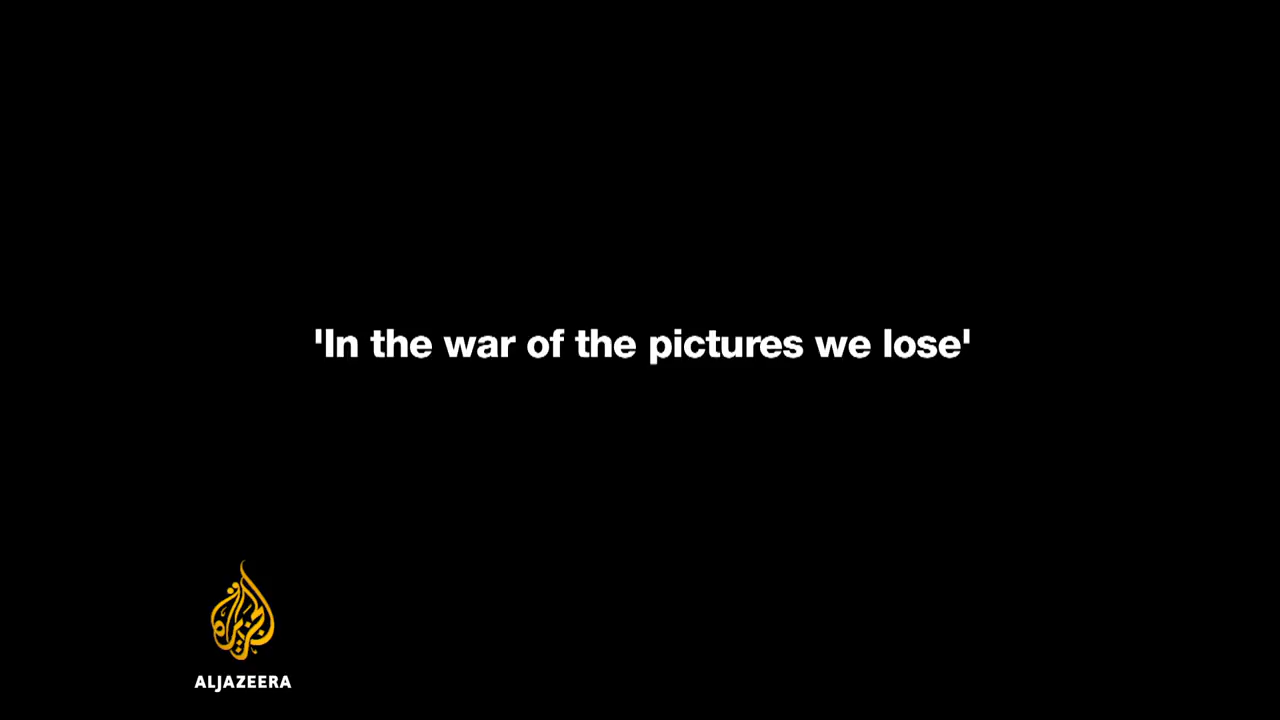 'In the war of the pictures we lose'
الجزيرة
ALJAZEERA